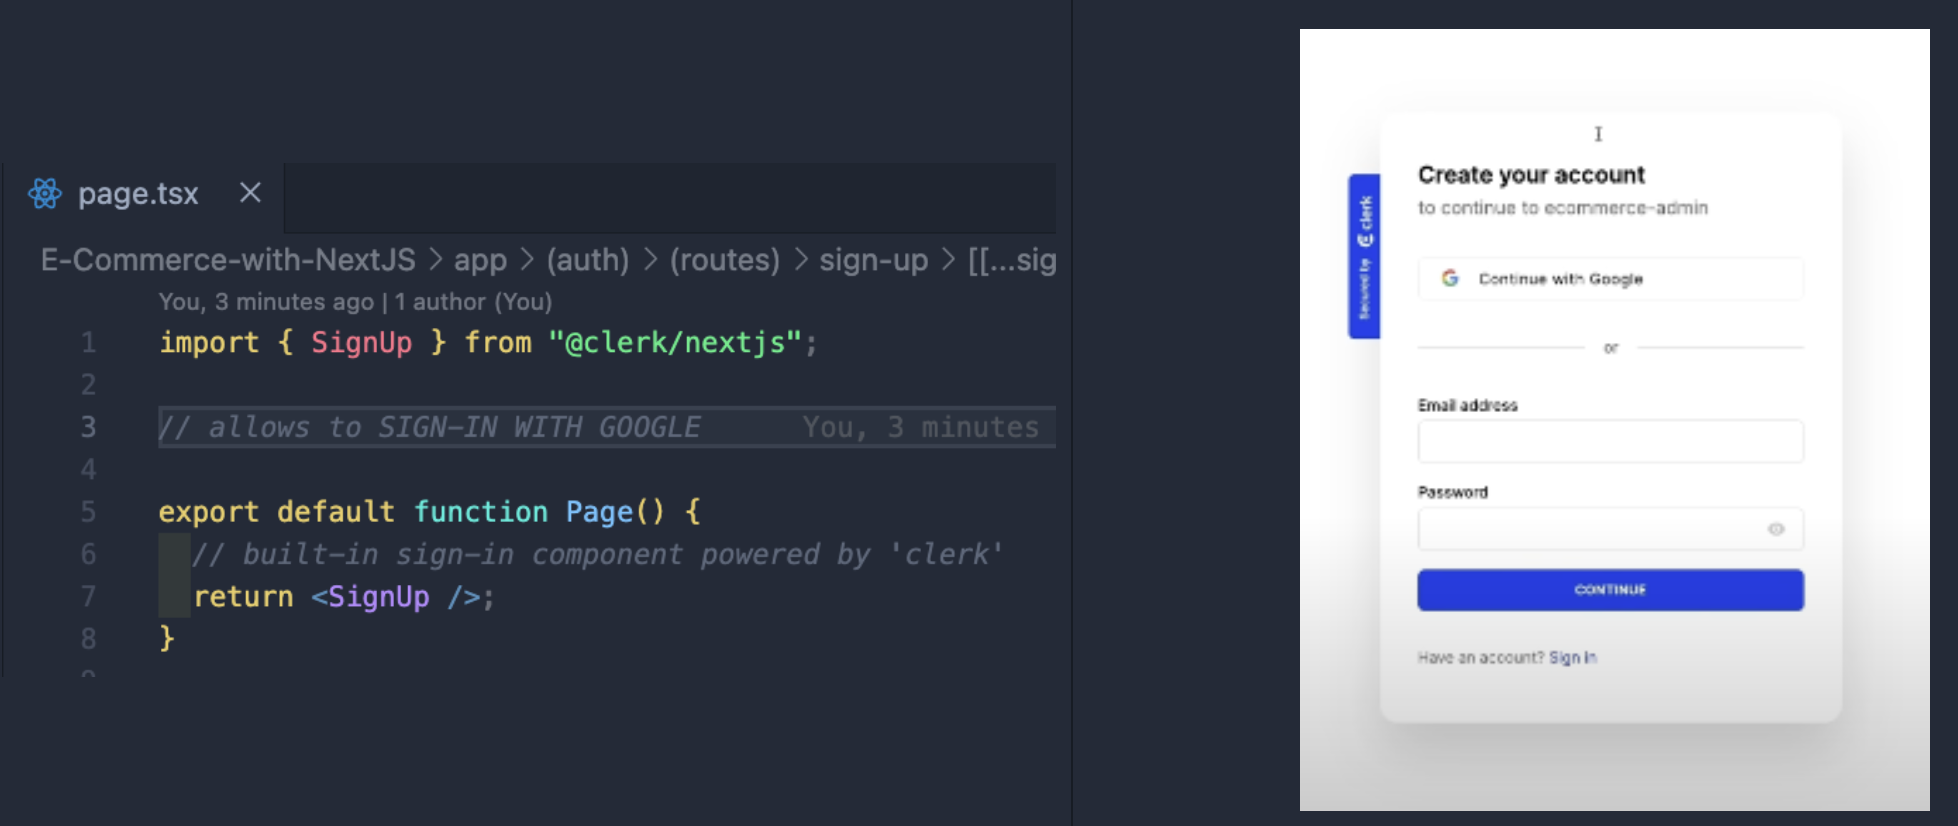 page.tsx
E-Commerce-with-NextJS > app > (auth) > (routes) > sign-up > [[...sig
You, 3 minutes ago | 1 author (You)
1 import { SignUp } from "@clerk/nextjs";
2
3 // allows to SIGN-IN WITH GOOGLE You, 3 minutes
4
5 export default function Page() {
6 // built-in sign-in component powered by 'clerk'
7 return <SignUp />;
8 }
Secured by clerk
Create your account
to continue to ecommerce-admin
Continue with Google
or
Email address
Password
CONTINUE
Have an account? Sign in